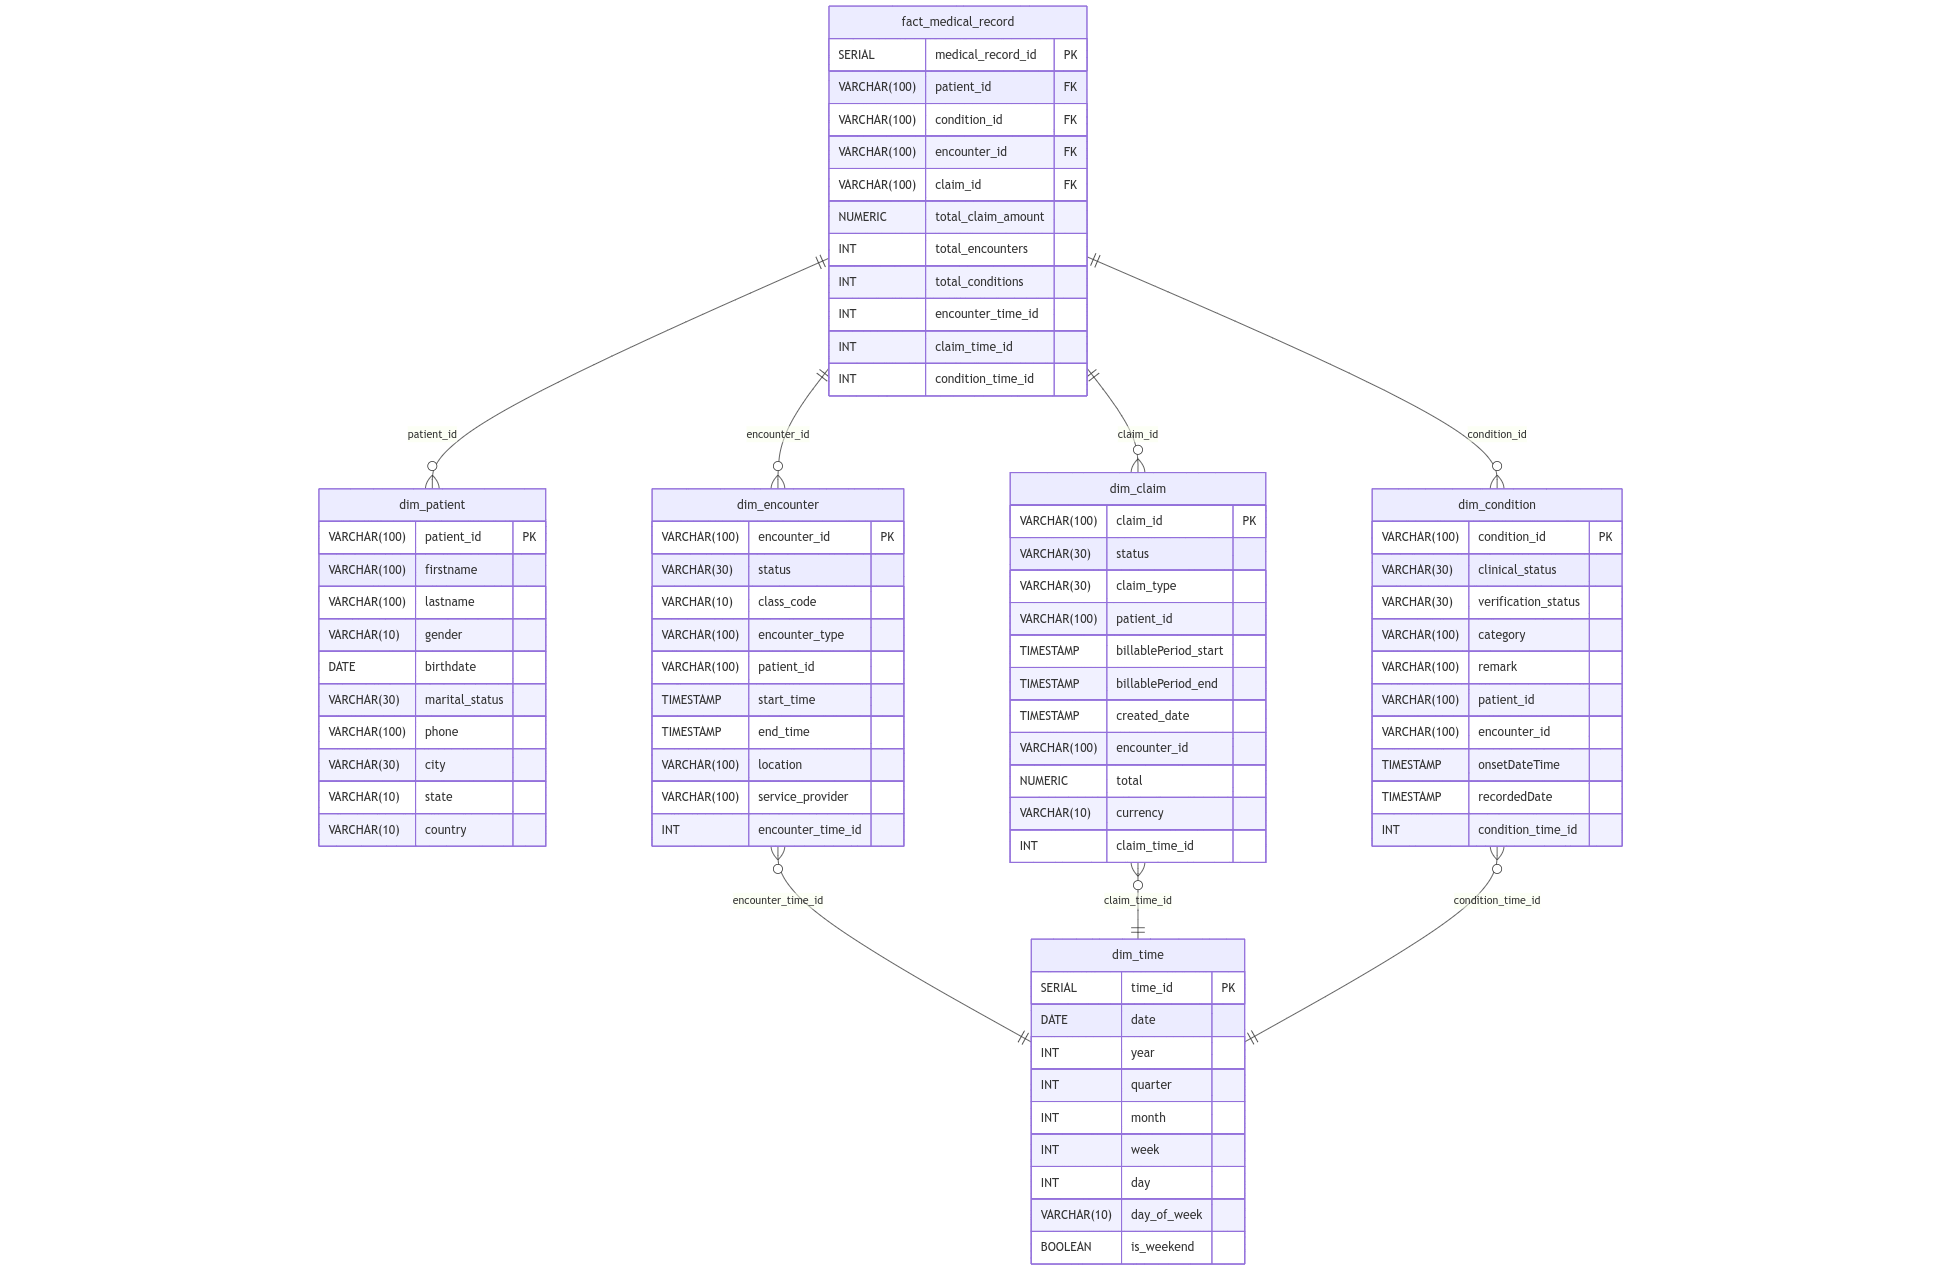 fact_medical_record
SERIAL medical_record_id PK
VARCHAR(100) patient_id FK
VARCHAR(100) condition_id FK
VARCHAR(100) encounter_id FK
VARCHAR(100) claim_id FK
NUMERIC total_claim_amount
INT total_encounters
INT total_conditions
INT encounter_time_id
INT claim_time_id
INT condition_time_id
patient_id
encounter_id
claim_id
condition_id
dim_patient
VARCHAR(100) patient_id PK
VARCHAR(100) firstname
VARCHAR(100) lastname
VARCHAR(10) gender
DATE birthdate
VARCHAR(30) marital_status
VARCHAR(100) phone
VARCHAR(30) city
VARCHAR(10) state
VARCHAR(10) country
dim_encounter
VARCHAR(100) encounter_id PK
VARCHAR(30) status
VARCHAR(10) class_code
VARCHAR(100) encounter_type
VARCHAR(100) patient_id
TIMESTAMP start_time
TIMESTAMP end_time
VARCHAR(100) location
VARCHAR(100) service_provider
INT encounter_time_id
dim_claim
VARCHAR(100) claim_id PK
VARCHAR(30) status
VARCHAR(30) claim_type
VARCHAR(100) patient_id
TIMESTAMP billablePeriod_start
TIMESTAMP billablePeriod_end
TIMESTAMP created_date
VARCHAR(100) encounter_id
NUMERIC total
VARCHAR(10) currency
INT claim_time_id
dim_condition
VARCHAR(100) condition_id PK
VARCHAR(30) clinical_status
VARCHAR(30) verification_status
VARCHAR(100) category
VARCHAR(100) remark
VARCHAR(100) patient_id
VARCHAR(100) encounter_id
TIMESTAMP onsetDateTime
TIMESTAMP recordedDate
INT condition_time_id
encounter_time_id
claim_time_id
condition_time_id
dim_time
SERIAL time_id PK
DATE date
INT year
INT quarter
INT month
INT week
INT day
VARCHAR(10) day_of_week
BOOLEAN is_weekend